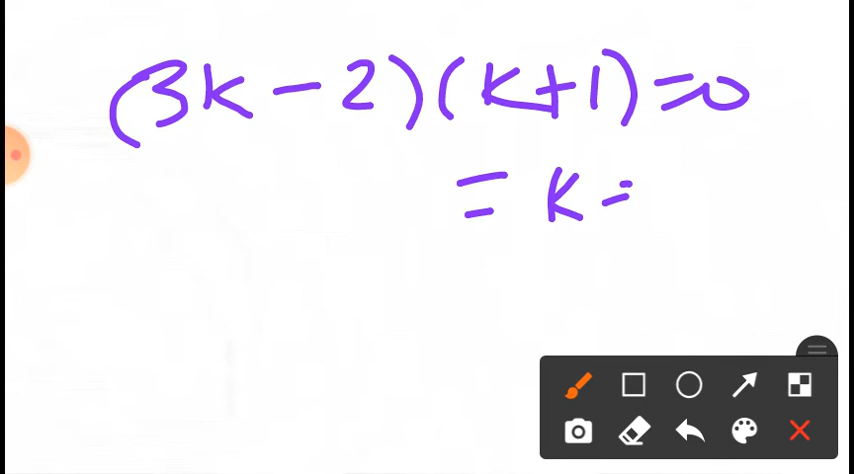 (3k-2)(k+1)=0
= k =